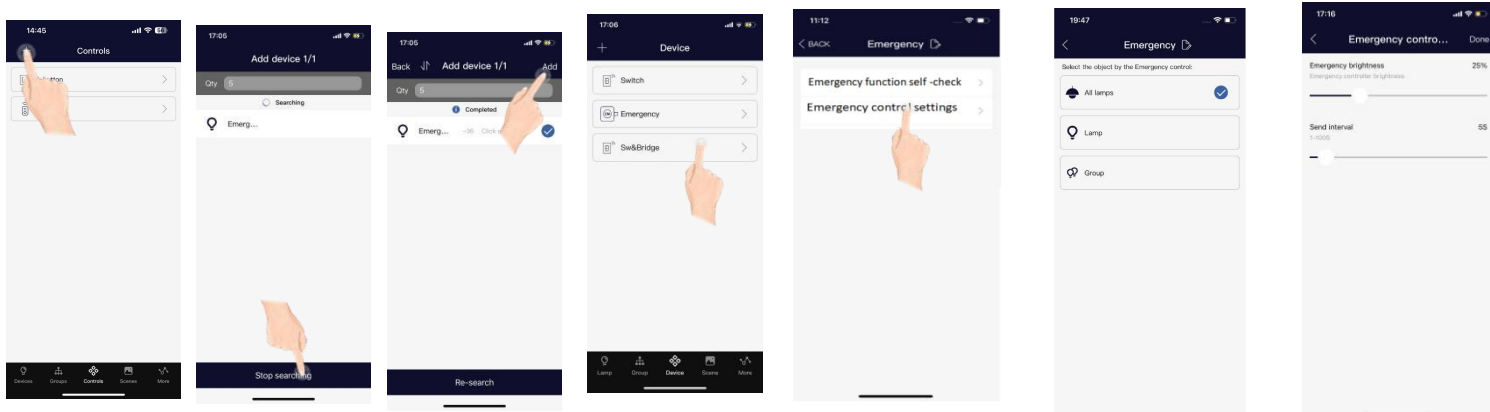 14:45
Controls
Devices Groups Controls Scenes More
17:05
Add device 1/1
Qty 5
Searching
Emerg...
Stop searching
17:05
Back Add device 1/1 Add
Qty 5
Completed
Emerg... -36 Click
Re-search
17:06
+ Device
Switch
Emergency
Sw&Bridge
Lamp Group Device Scene More
11:12
< BACK Emergency
Emergency function self -check
Emergency control settings
19:47
Emergency
Select the object by the Emergency control:
All lamps
Lamp
Group
17:16
Emergency contro... Done
Emergency brightness 25%
Emergency controller brightness
Send interval 5S
1-100S